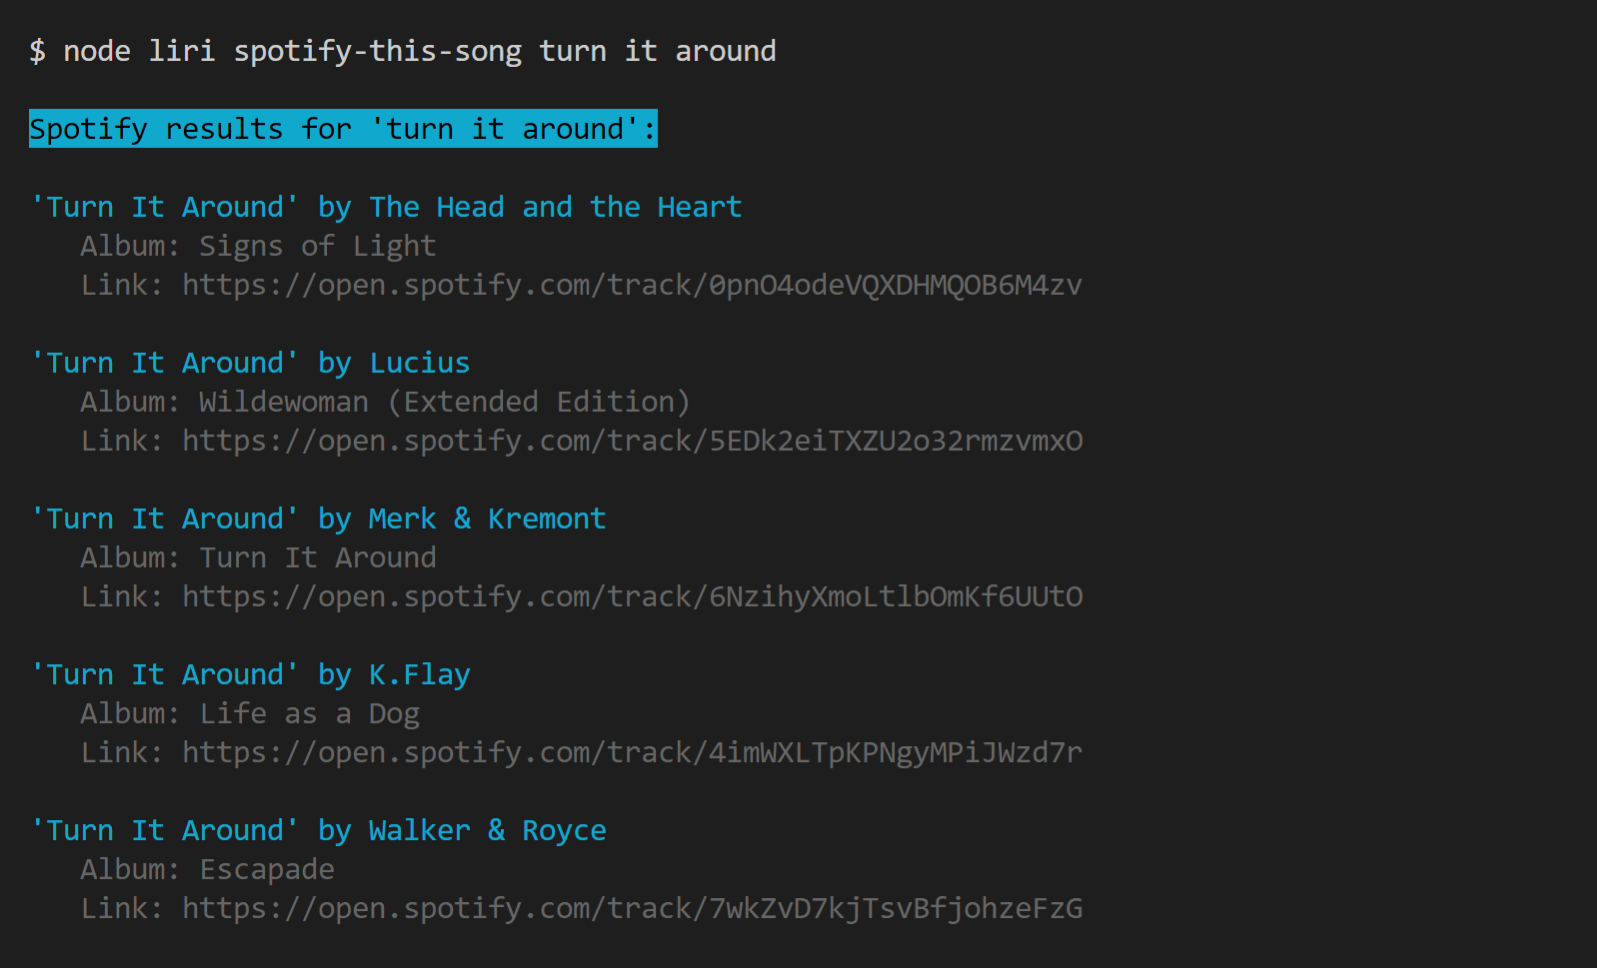 $ node liri spotify-this-song turn it around
Spotify results for 'turn it around':
'Turn It Around' by The Head and the Heart
Album: Signs of Light
Link: https://open.spotify.com/track/0pnO4odeVQXDHMQOB6M4zv
'Turn It Around' by Lucius
Album: Wildewoman (Extended Edition)
Link: https://open.spotify.com/track/5EDk2eiTXZU2o32rmzvmxO
'Turn It Around' by Merk & Kremont
Album: Turn It Around
Link: https://open.spotify.com/track/6NzihyXmoLtlbOmKf6UUtO
'Turn It Around' by K.Flay
Album: Life as a Dog
Link: https://open.spotify.com/track/4imWXLTpKPNgyMPiJWzd7r
'Turn It Around' by Walker & Royce
Album: Escapade
Link: https://open.spotify.com/track/7wkZvD7kjTsvBfjohzeFzG